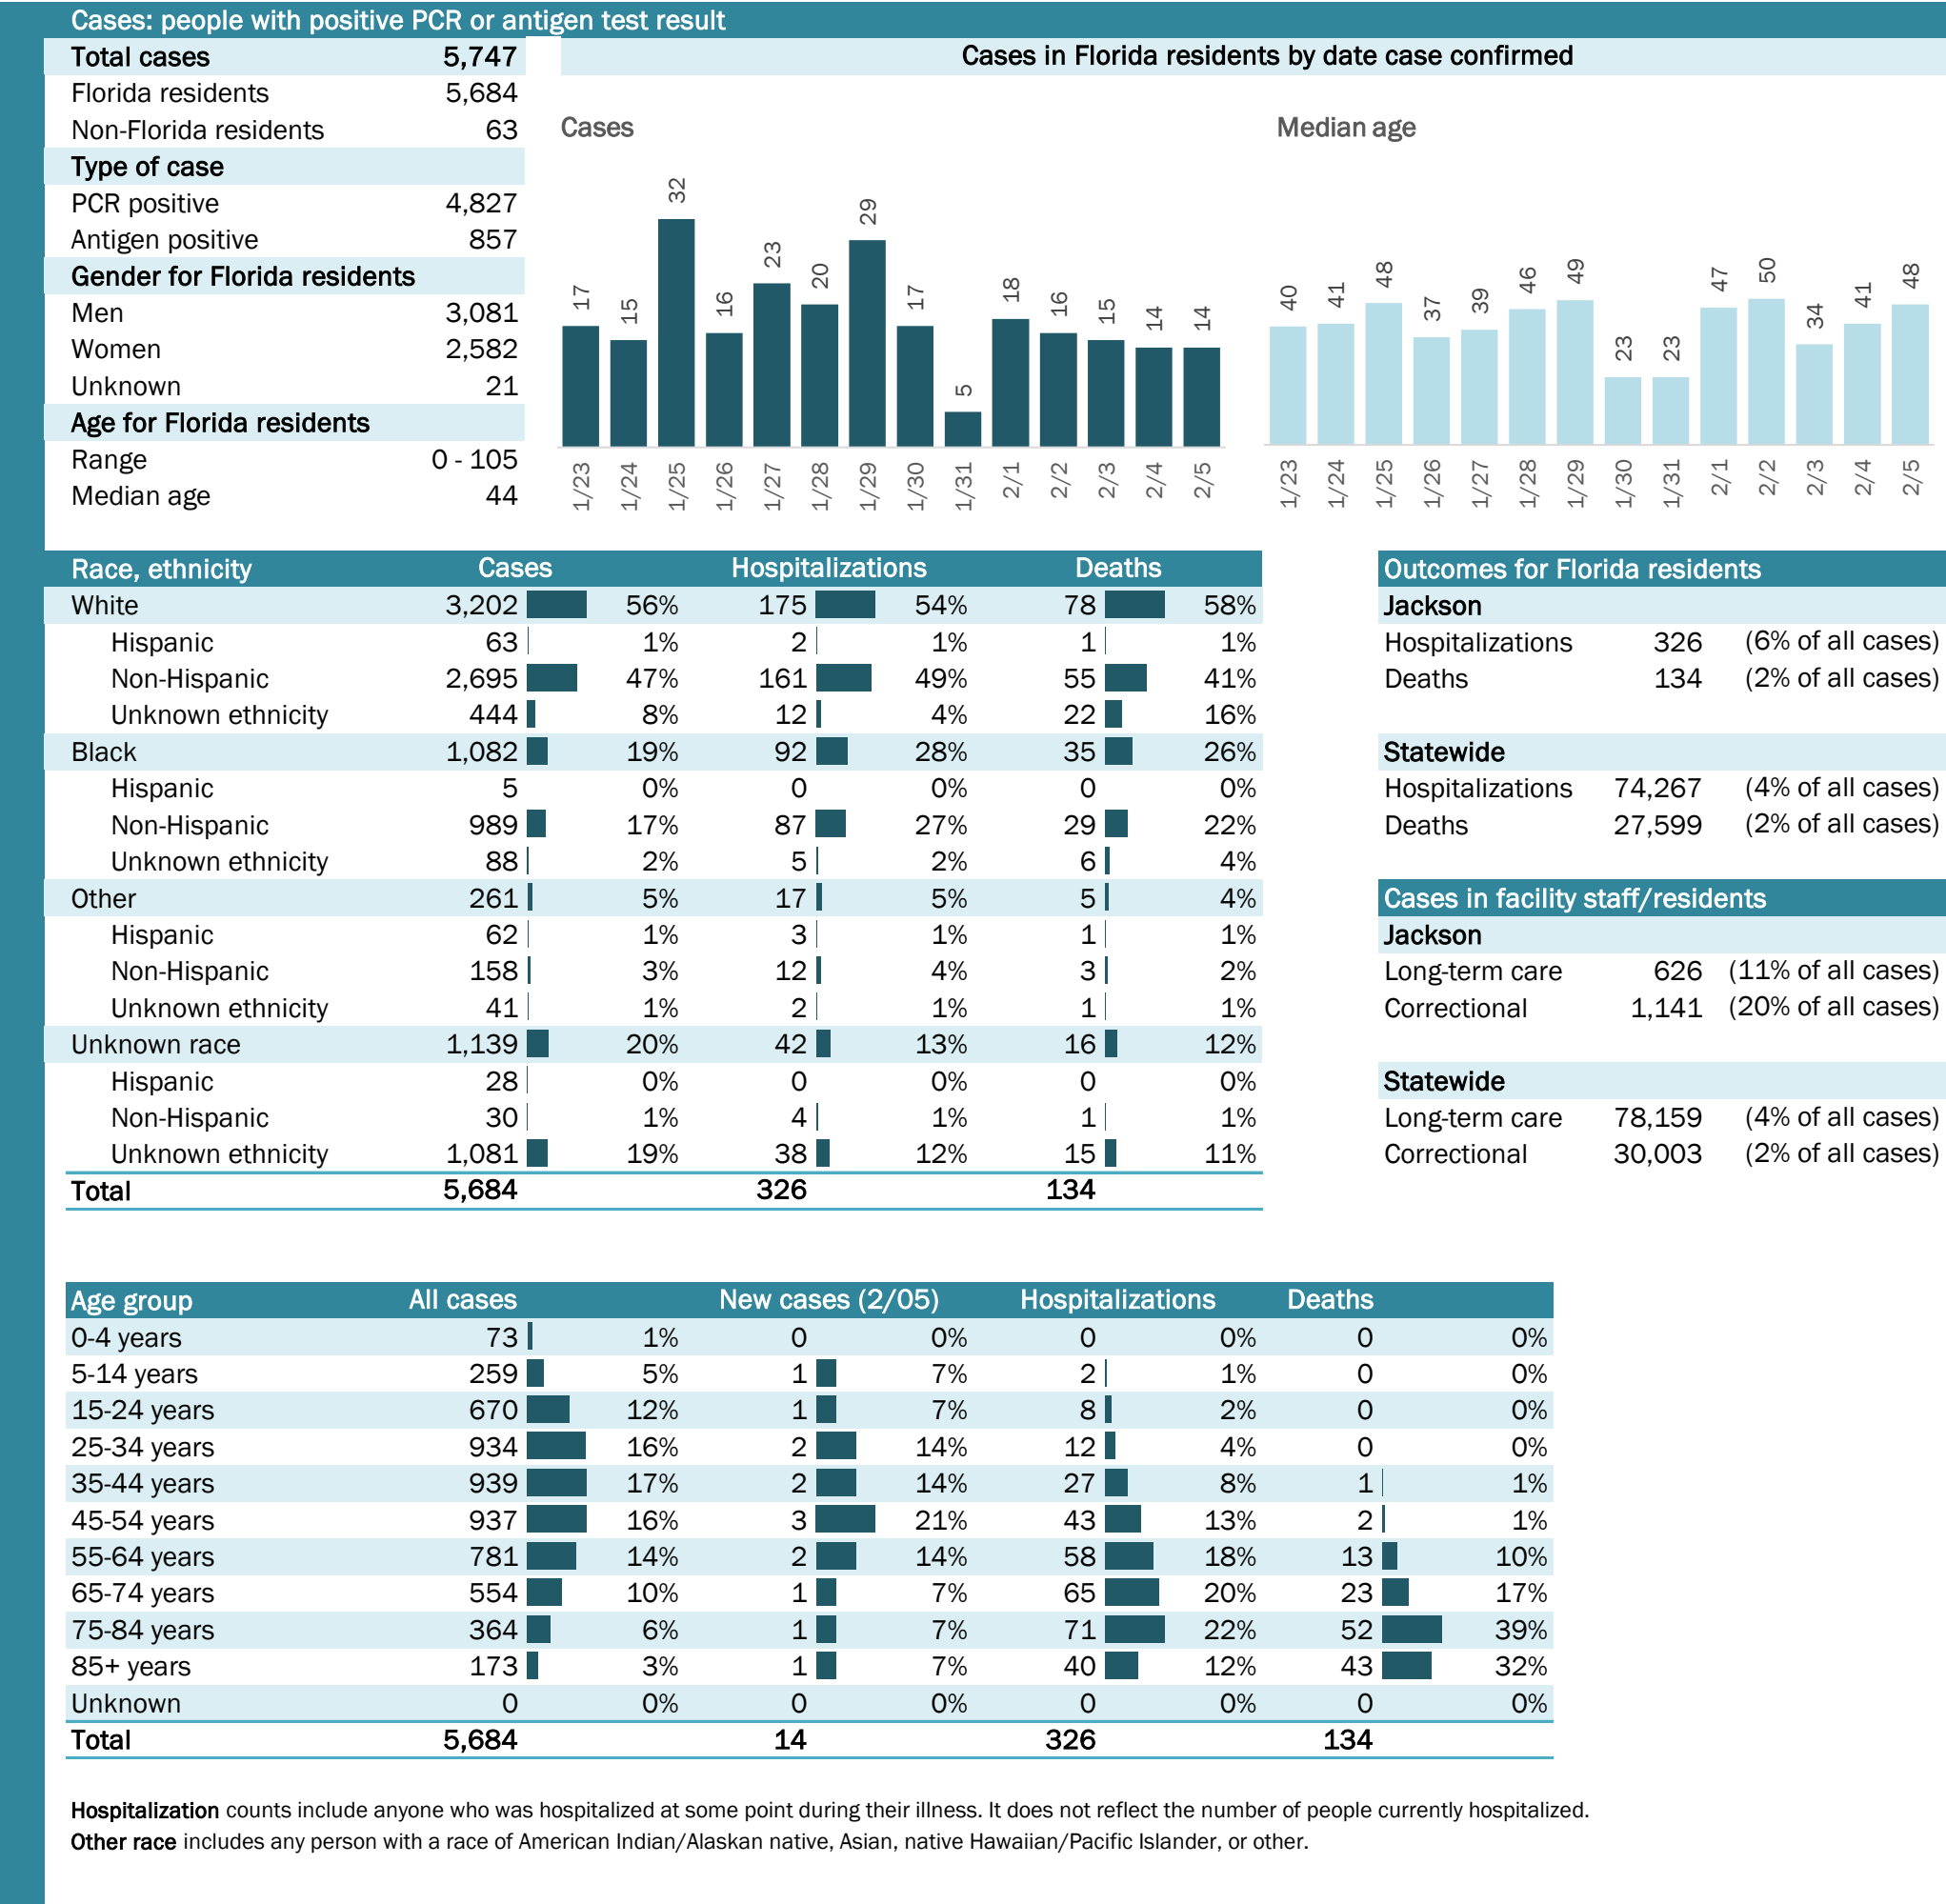 Cases: people with positive PCR or antigen test result
Total cases 5,747
Florida residents 5,684
Non-Florida residents 63
Type of case
PCR positive 4,827
Antigen positive 857
Gender for Florida residents
Men 3,081
Women 2,582
Unknown 21
Age for Florida residents
Range 0 - 105
Median age 44
Cases in Florida residents by date case confirmed
Cases
17 15 32 16 23 20 29 17 5 18 16 15 14 14
1/23 1/24 1/25 1/26 1/27 1/28 1/29 1/30 1/31 2/1 2/2 2/3 2/4 2/5
Median age
40 41 48 37 39 46 49 23 23 47 50 34 41 48
1/23 1/24 1/25 1/26 1/27 1/28 1/29 1/30 1/31 2/1 2/2 2/3 2/4 2/5
Race, ethnicity Cases Hospitalizations Deaths
White 3,202 56% 175 54% 78 58%
Hispanic 63 1% 2 1% 1 1%
Non-Hispanic 2,695 47% 161 49% 55 41%
Unknown ethnicity 444 8% 12 4% 22 16%
Black 1,082 19% 92 28% 35 26%
Hispanic 5 0% 0 0% 0 0%
Non-Hispanic 989 17% 87 27% 29 22%
Unknown ethnicity 88 2% 5 2% 6 4%
Other 261 5% 17 5% 5 4%
Hispanic 62 1% 3 1% 1 1%
Non-Hispanic 158 3% 12 4% 3 2%
Unknown ethnicity 41 1% 2 1% 1 1%
Unknown race 1,139 20% 42 13% 16 12%
Hispanic 28 0% 0 0% 0 0%
Non-Hispanic 30 1% 4 1% 1 1%
Unknown ethnicity 1,081 19% 38 12% 15 11%
Total 5,684 326 134
Outcomes for Florida residents
Jackson
Hospitalizations 326 (6% of all cases)
Deaths 134 (2% of all cases)
Statewide
Hospitalizations 74,267 (4% of all cases)
Deaths 27,599 (2% of all cases)
Cases in facility staff/residents
Jackson
Long-term care 626 (11% of all cases)
Correctional 1,141 (20% of all cases)
Statewide
Long-term care 78,159 (4% of all cases)
Correctional 30,003 (2% of all cases)
Age group All cases New cases (2/05) Hospitalizations Deaths
0-4 years 73 1% 0 0% 0 0% 0 0%
5-14 years 259 5% 1 7% 2 1% 0 0%
15-24 years 670 12% 1 7% 8 2% 0 0%
25-34 years 934 16% 2 14% 12 4% 0 0%
35-44 years 939 17% 2 14% 27 8% 1 1%
45-54 years 937 16% 3 21% 43 13% 2 1%
55-64 years 781 14% 2 14% 58 18% 13 10%
65-74 years 554 10% 1 7% 65 20% 23 17%
75-84 years 364 6% 1 7% 71 22% 52 39%
85+ years 173 3% 1 7% 40 12% 43 32%
Unknown 0 0% 0 0% 0 0% 0 0%
Total 5,684 14 326 134
Hospitalization counts include anyone who was hospitalized at some point during their illness. It does not reflect the number of people currently hospitalized.
Other race includes any person with a race of American Indian/Alaskan native, Asian, native Hawaiian/Pacific Islander, or other.